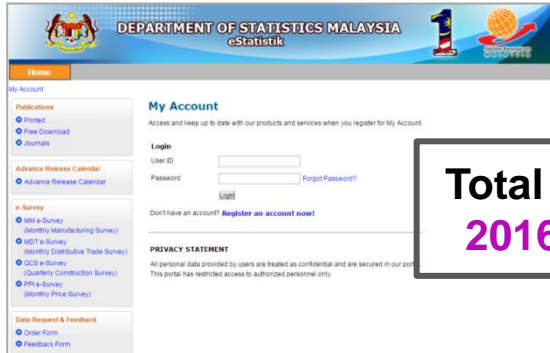 DEPARTMENT OF STATISTICS MALAYSIA
eStatistik
Home
My Account
Publications
Printed
Free Download
Journals
Advance Release Calendar
Advance Release Calendar
e-Survey
MM e-Survey
(Monthly Manufacturing Survey)
MDT e-Survey
(Monthly Distributive Trade Survey)
QCS e-Survey
(Quarterly Construction Survey)
PPI e-Survey
(Monthly Price Survey)
Data Request & Feedback
Order Form
Feedback Form
My Account
Access and keep up to date with our products and services when you register for My Account.
Login
User ID
Password
Forgot Password?
Login
Don't have an account? Register an account now!
PRIVACY STATEMENT
All personal data provided by users are treated as confidential and are secured in our
This portal has restricted access to authorized personnel only.
Total
2016